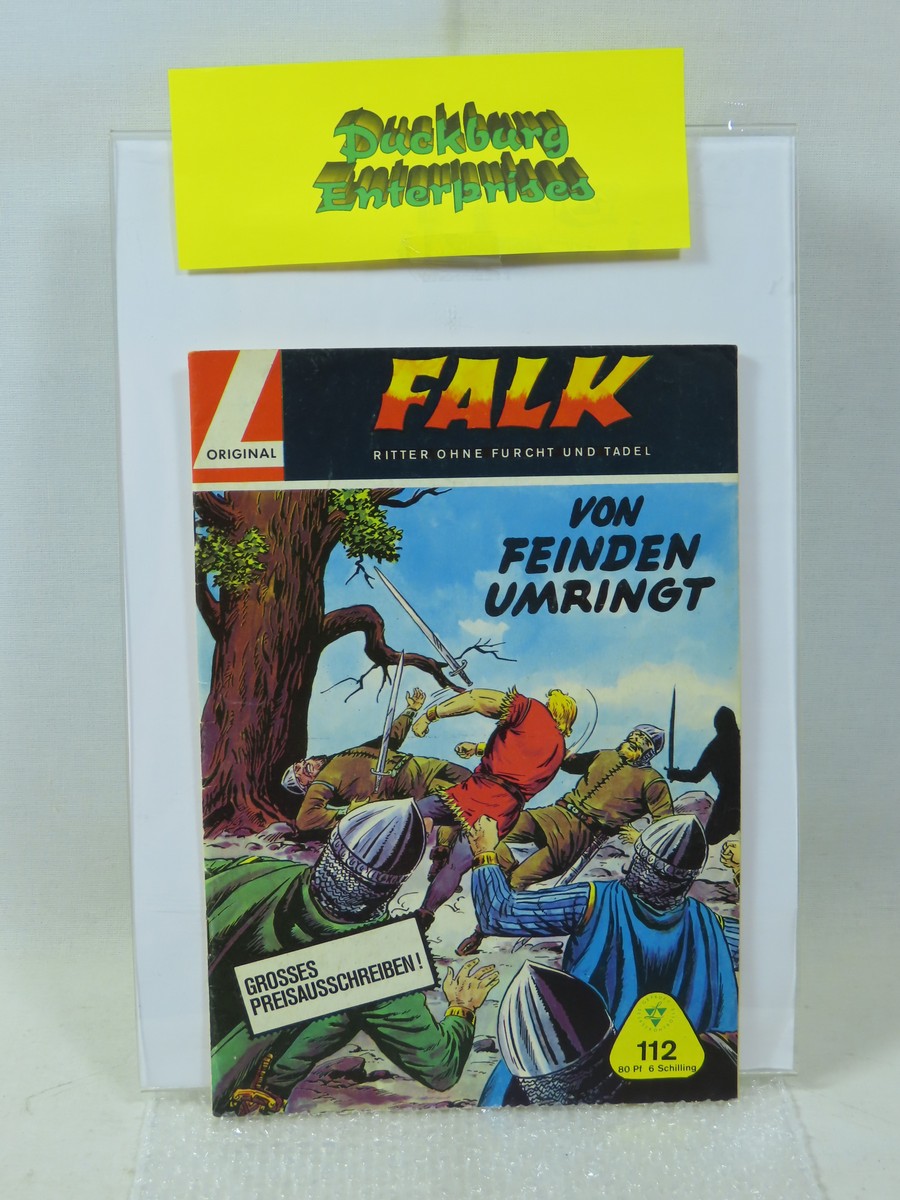 Duckburg
Enterprises
ORIGINAL
FALK
RITTER OHNE FURCHT UND TADEL
VON
FEINDEN
UMRINGT
GROSSES
PREISAUSSCHREIBEN!
112
80 Pf 6 Schilling